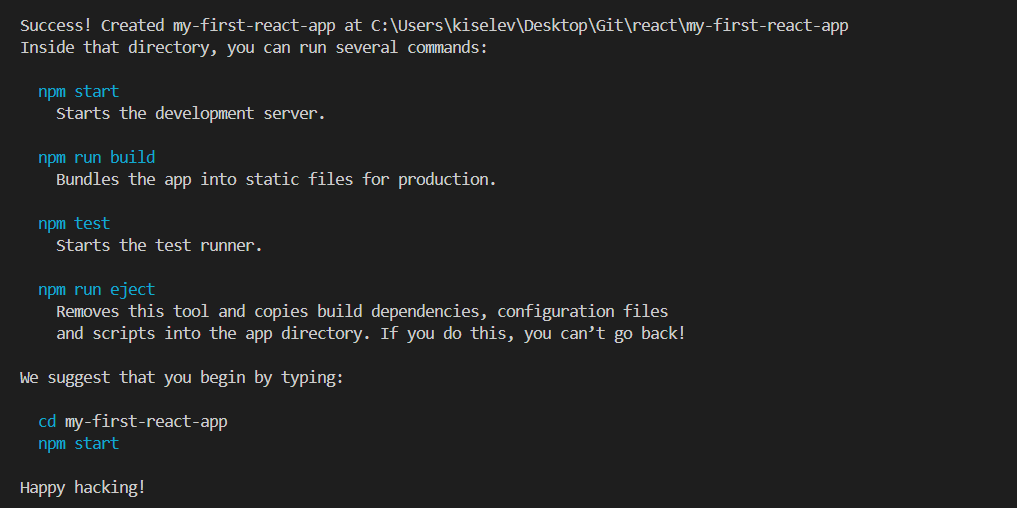 Success! Created my-first-react-app at C:\Users\kiselev\Desktop\Git\react\my-first-react-app
Inside that directory, you can run several commands:
npm start
Starts the development server.
npm run build
Bundles the app into static files for production.
npm test
Starts the test runner.
npm run eject
Removes this tool and copies build dependencies, configuration files
and scripts into the app directory. If you do this, you can’t go back!
We suggest that you begin by typing:
cd my-first-react-app
npm start
Happy hacking!